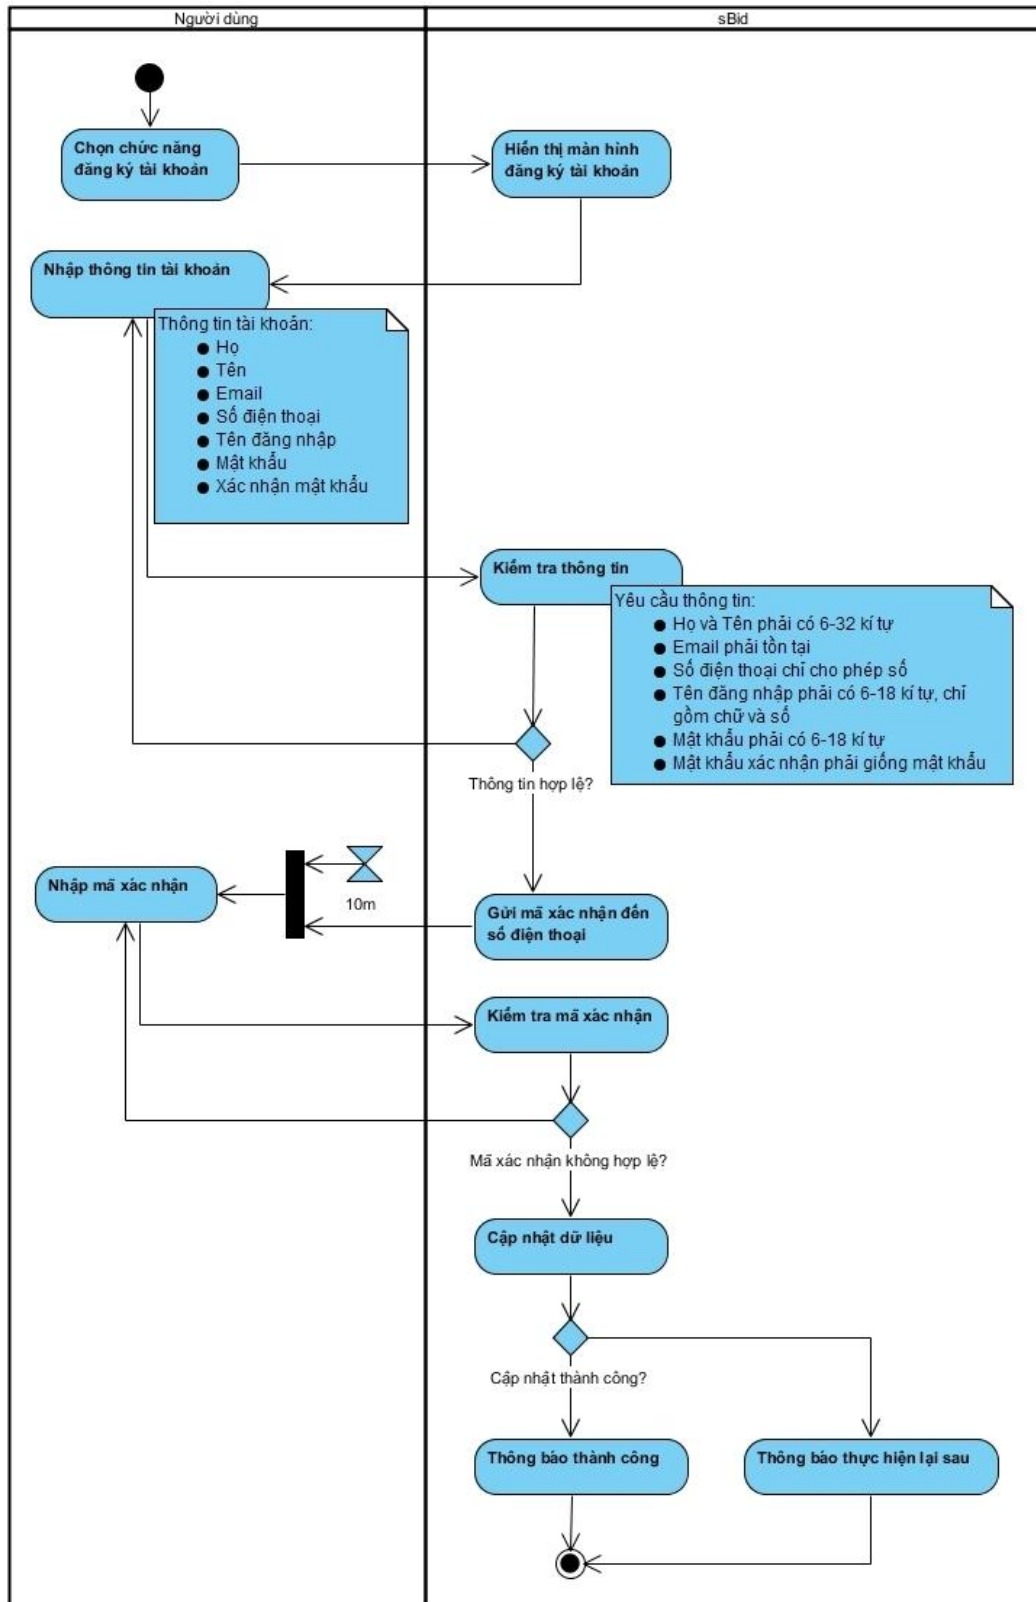 Người dùng
sBid
Chọn chức năng
đăng ký tài khoản
Hiển thị màn hình
đăng ký tài khoản
Nhập thông tin tài khoản
Thông tin tài khoản:
● Họ
● Tên
● Email
● Số điện thoại
● Tên đăng nhập
● Mật khẩu
● Xác nhận mật khẩu
Kiểm tra thông tin
Yêu cầu thông tin:
● Họ và Tên phải có 6-32 kí tự
● Email phải tồn tại
● Số điện thoại chỉ cho phép số
● Tên đăng nhập phải có 6-18 kí tự, chỉ
gồm chữ và số
● Mật khẩu phải có 6-18 kí tự
● Mật khẩu xác nhận phải giống mật khẩu
Thông tin hợp lệ?
Nhập mã xác nhận
10m
Gửi mã xác nhận đến
số điện thoại
Kiểm tra mã xác nhận
Mã xác nhận không hợp lệ?
Cập nhật dữ liệu
Cập nhật thành công?
Thông báo thành công
Thông báo thực hiện lại sau